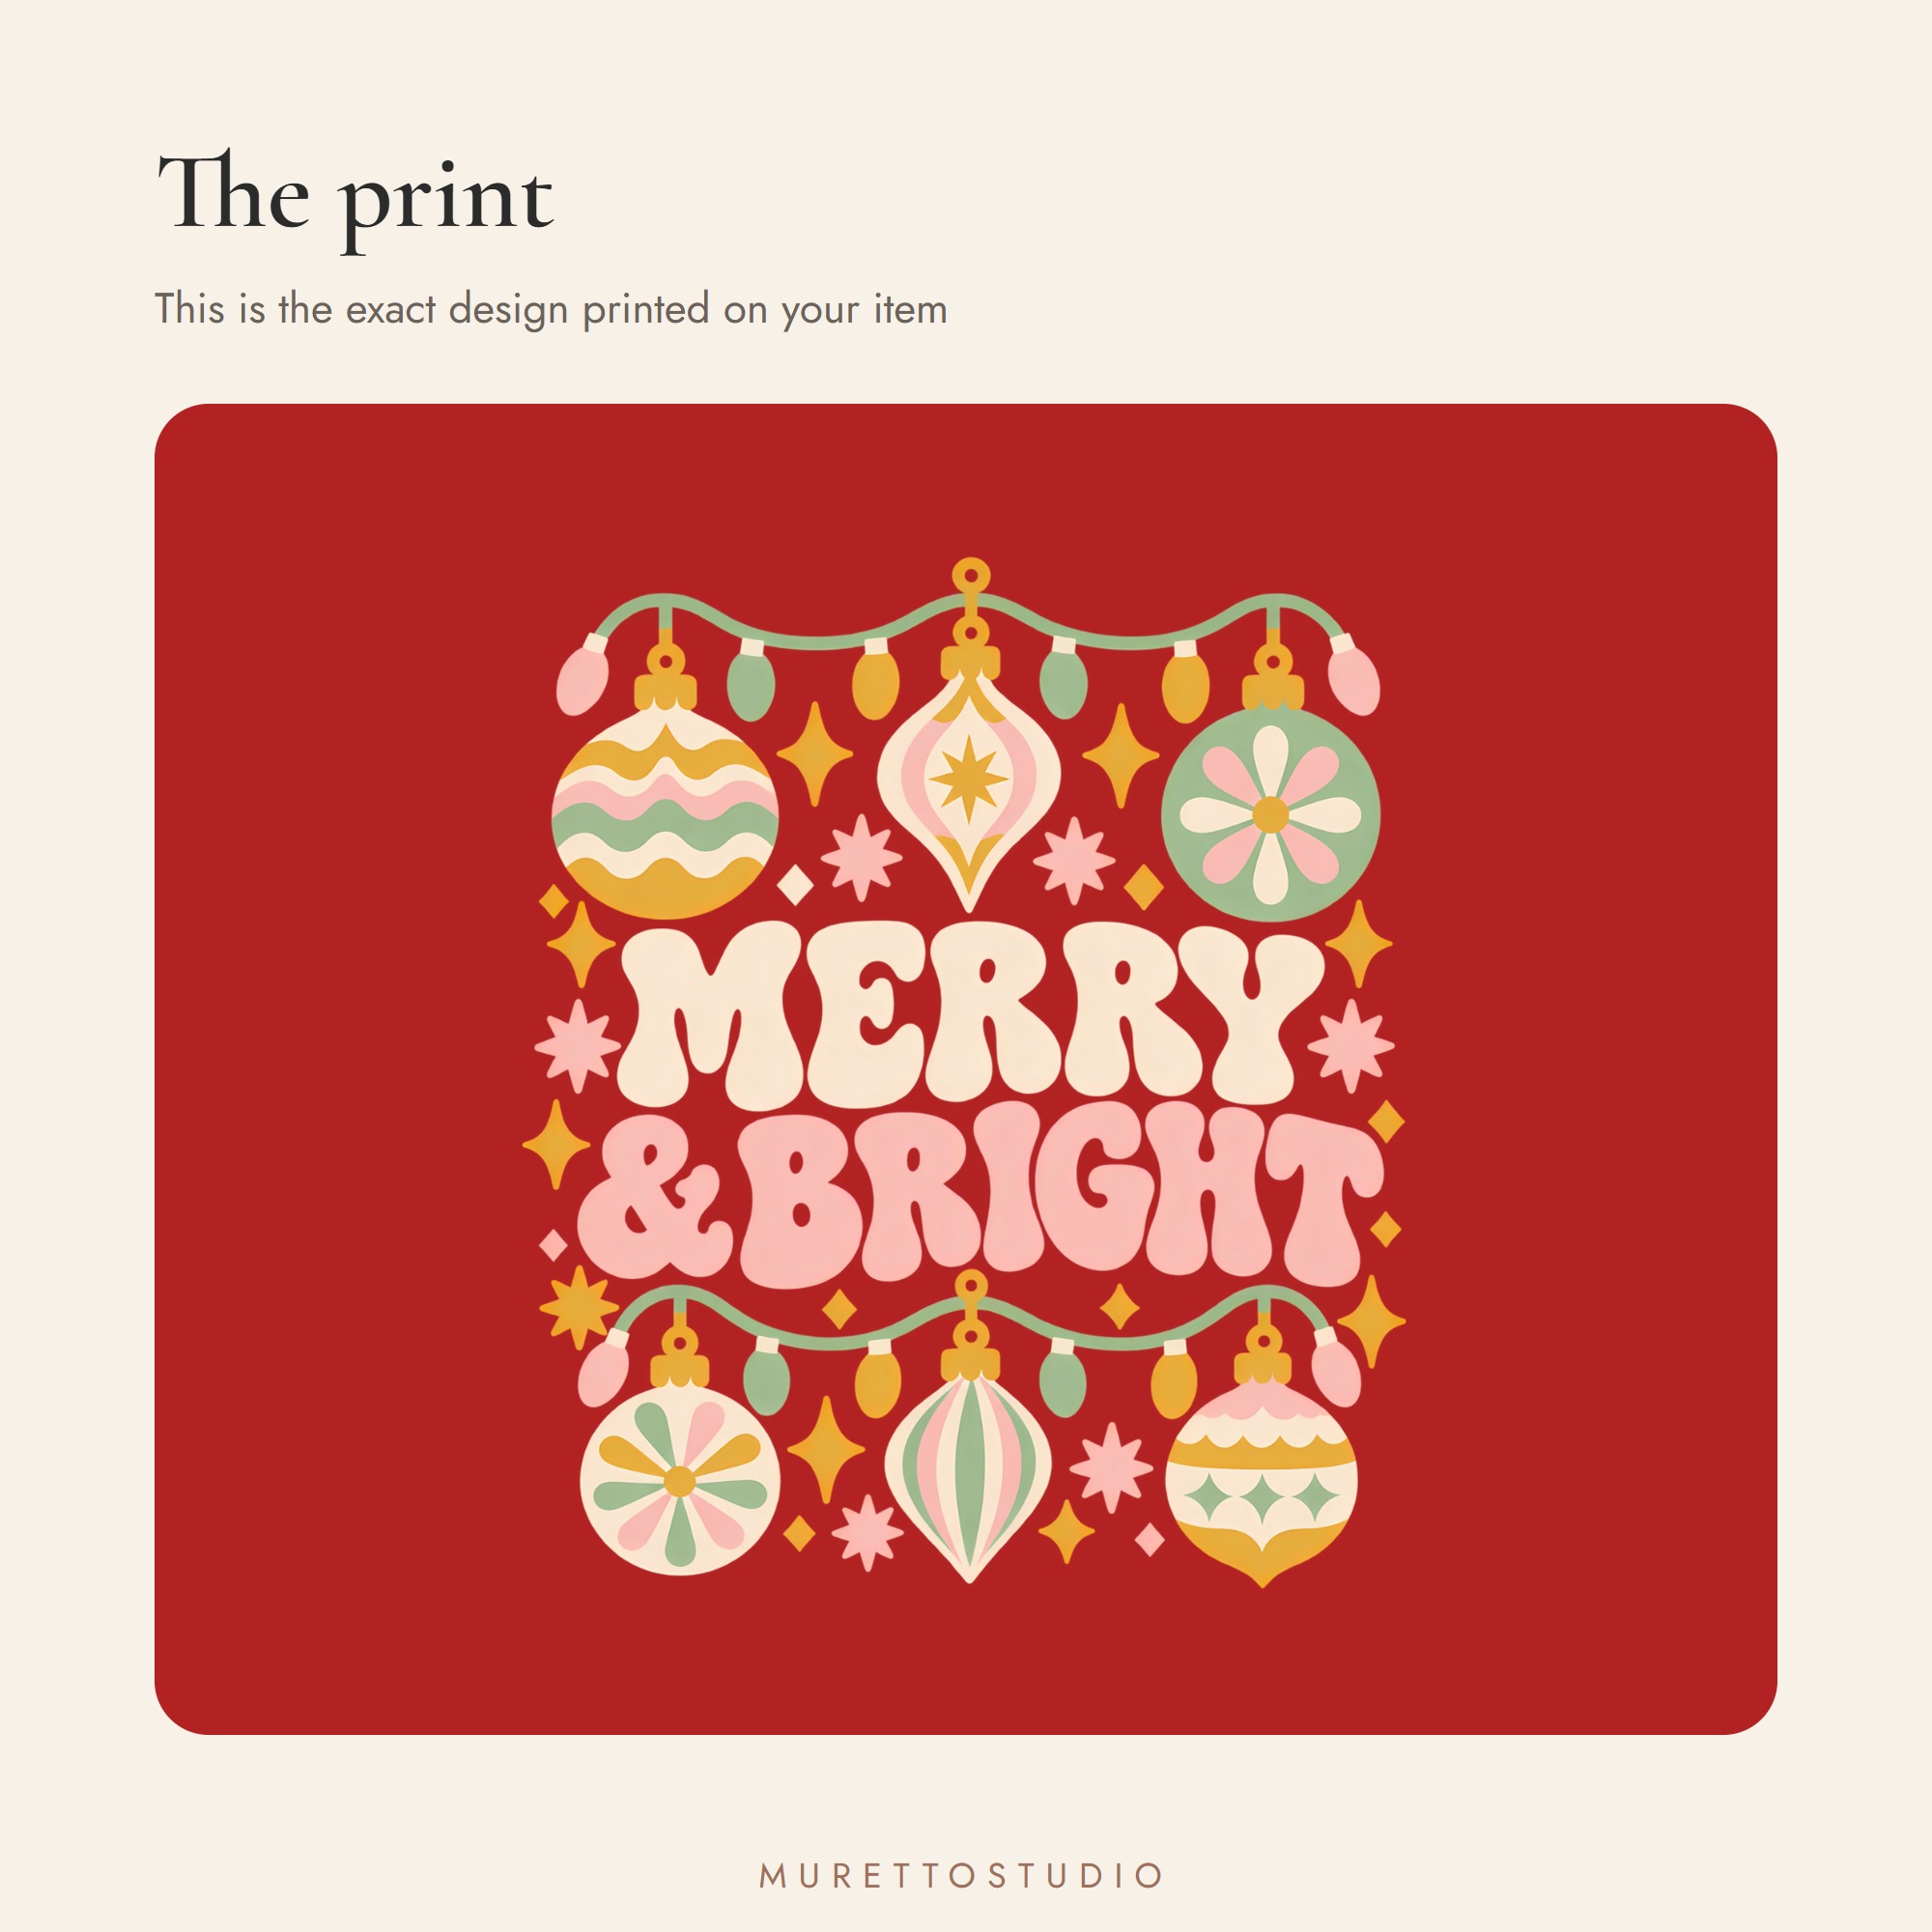 The print
This is the exact design printed on your item
MERRY
& BRIGHT
MURETTOSTUDIO